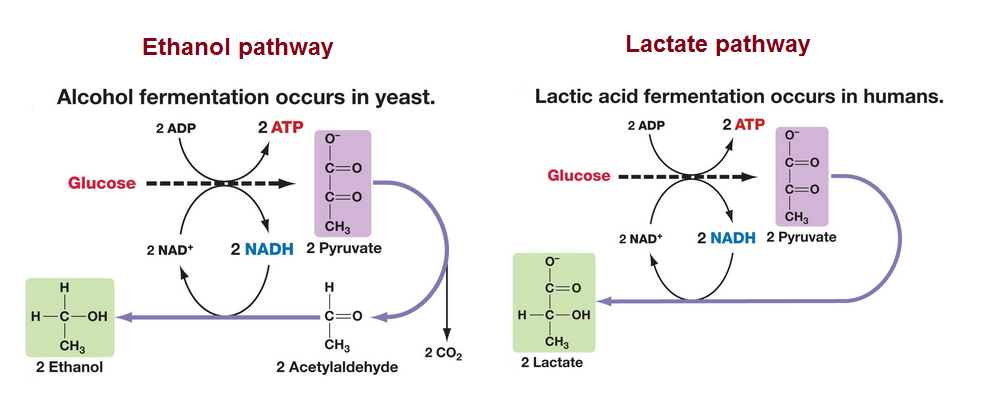 Ethanol pathway
Alcohol fermentation occurs in yeast.
2 ADP
2 ATP
Glucose
O⁻
C=O
C=O
CH₃
2 NAD⁺
2 NADH
2 Pyruvate
H
H—C—OH
CH₃
2 Ethanol
H
C=O
CH₃
2 Acetylaldehyde
2 CO₂
Lactate pathway
Lactic acid fermentation occurs in humans.
2 ADP
2 ATP
Glucose
O⁻
C=O
C=O
CH₃
2 NAD⁺
2 NADH
2 Pyruvate
O⁻
C=O
H—C—OH
CH₃
2 Lactate